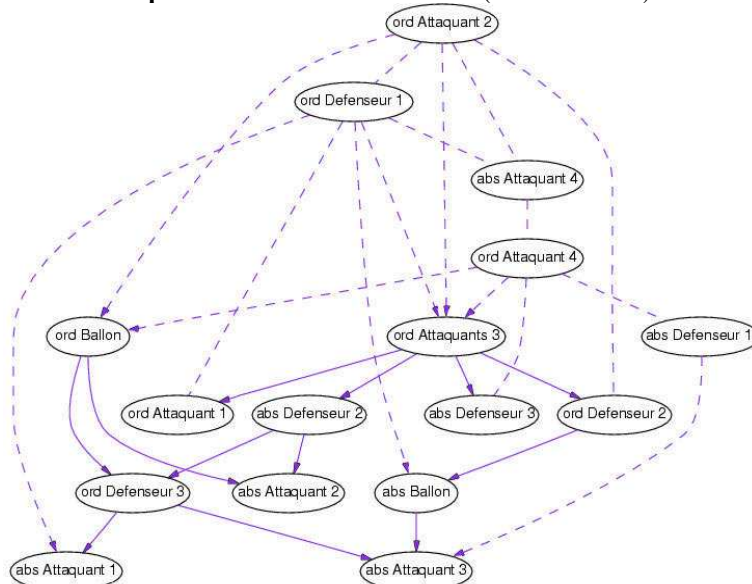 ord Attaquant 2
ord Defenseur 1
abs Attaquant 4
ord Attaquant 4
ord Ballon
ord Attaquants 3
abs Defenseur 1
ord Attaquant 1
abs Defenseur 2
abs Defenseur 3
ord Defenseur 2
ord Defenseur 3
abs Attaquant 2
abs Ballon
abs Attaquant 1
abs Attaquant 3